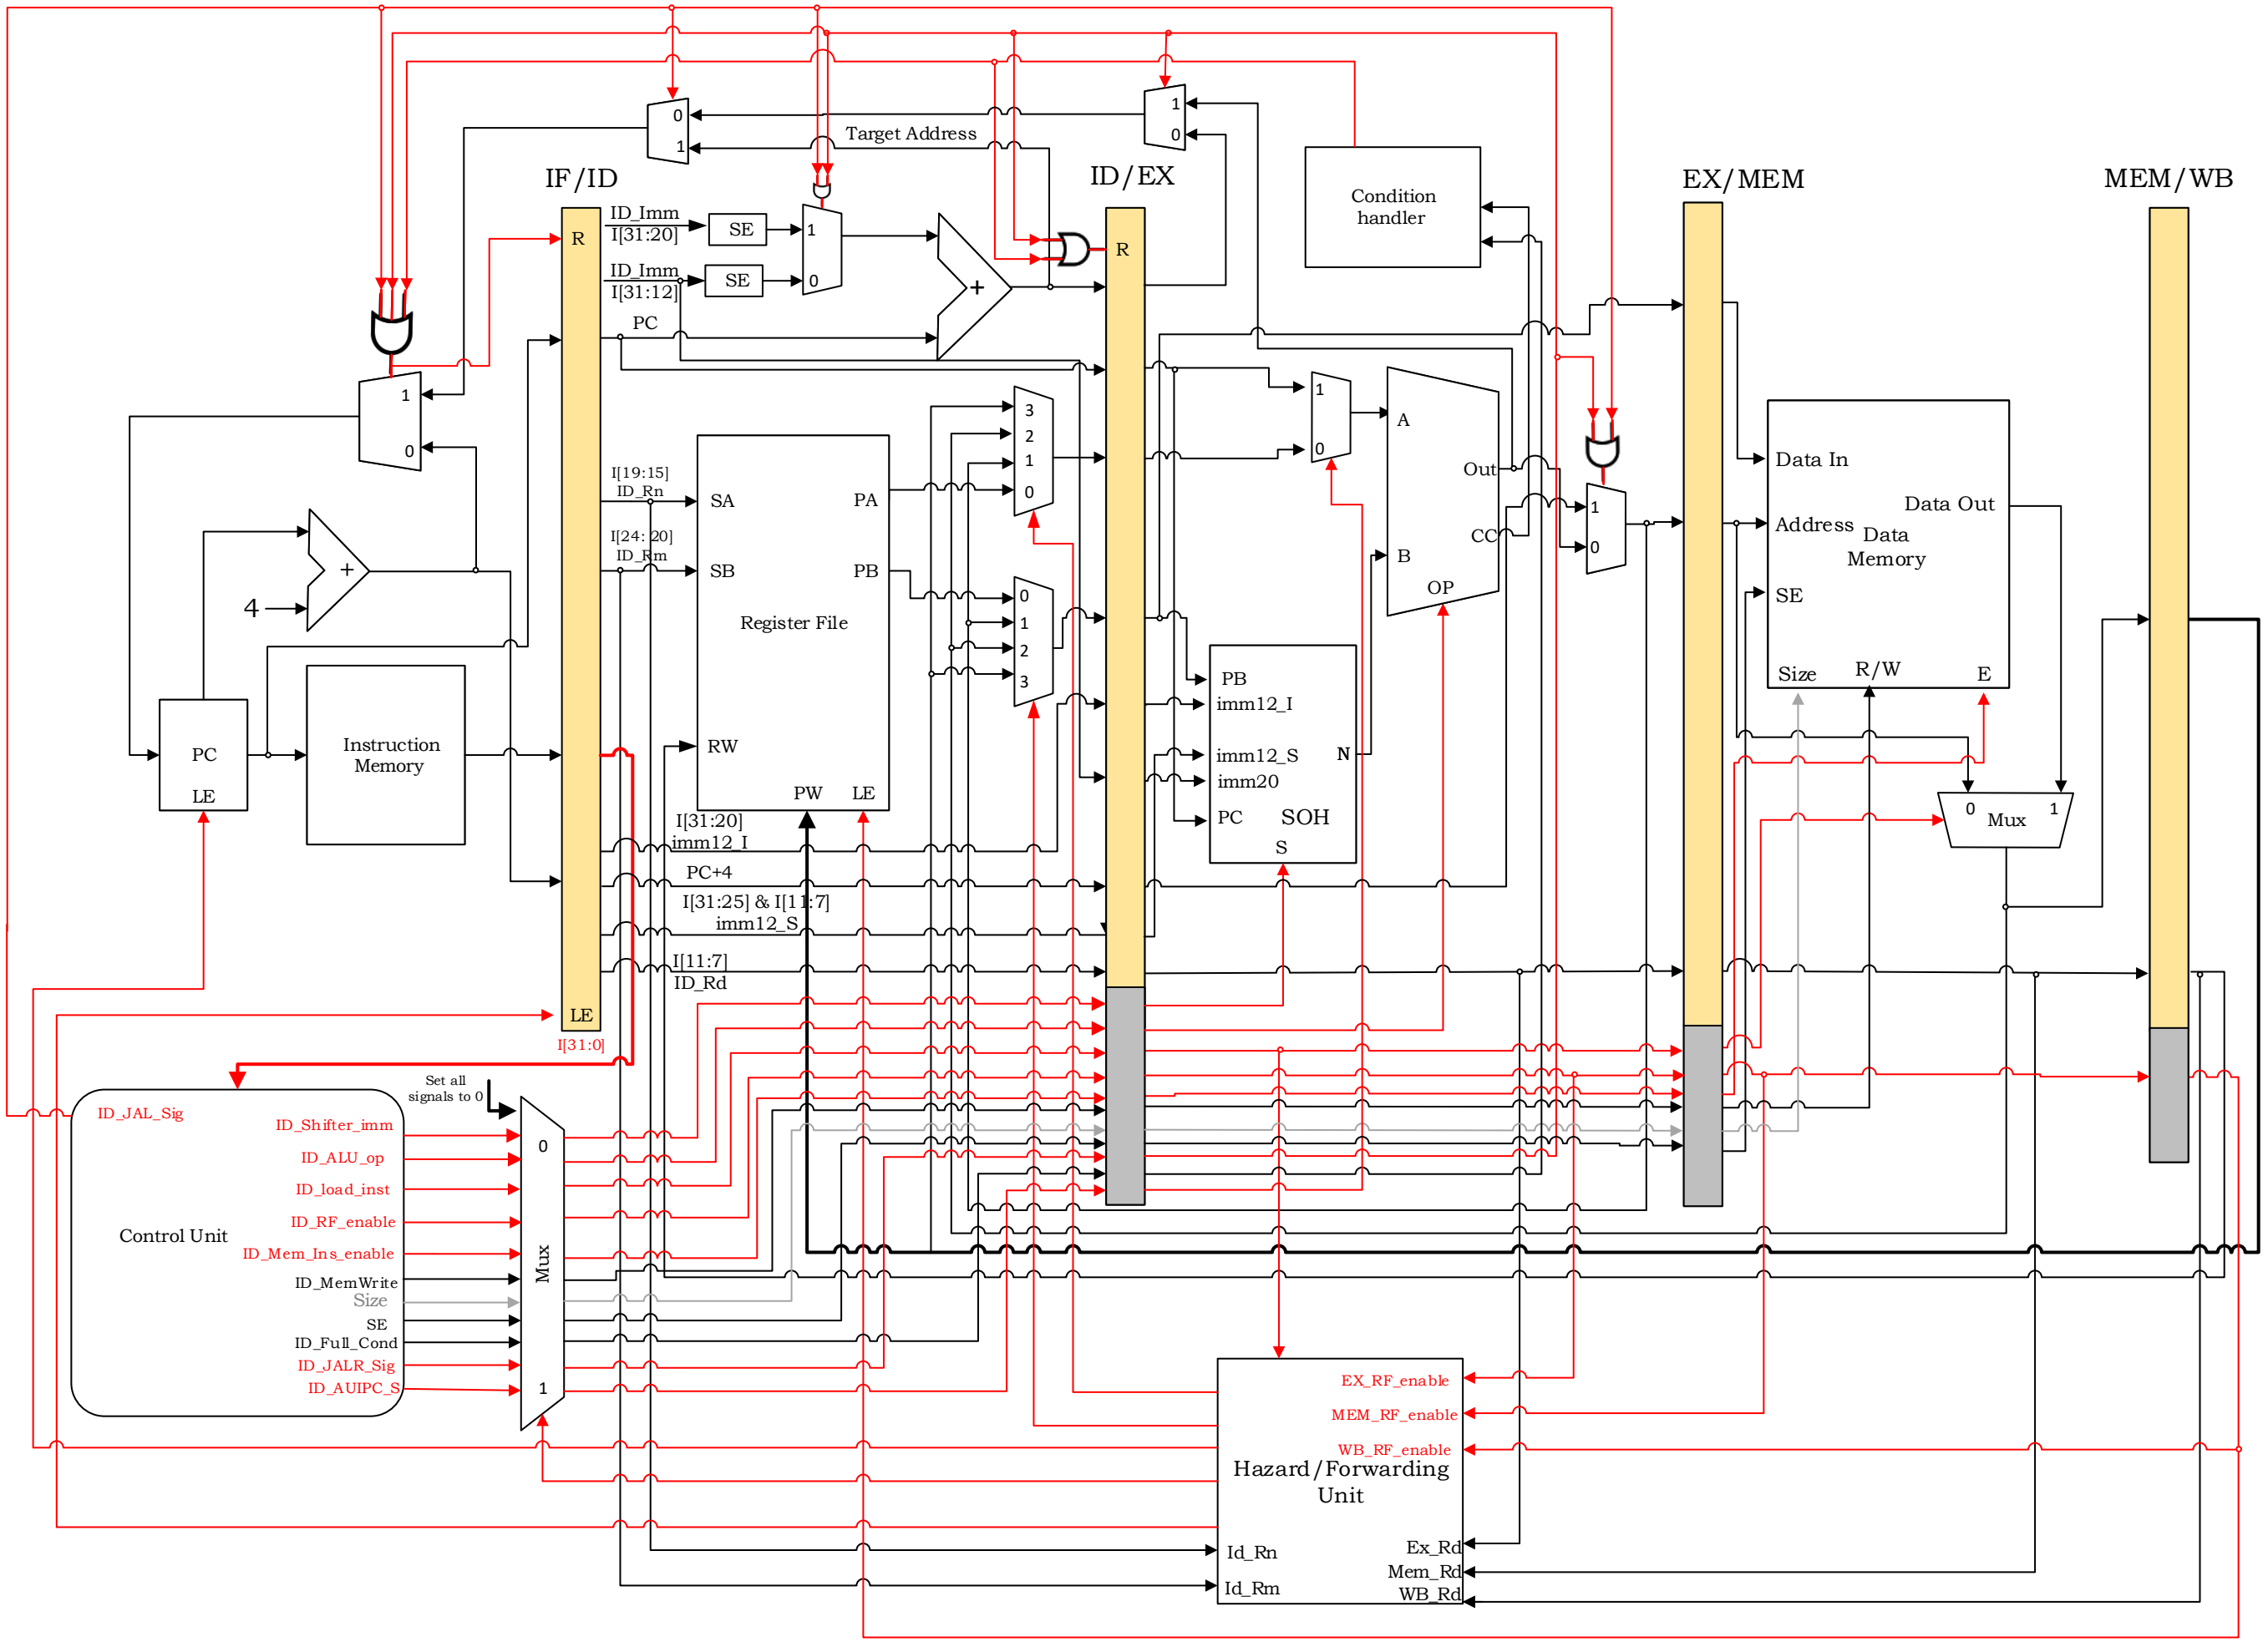 Target Address
1
0
0
1
IF/ID
ID/EX
EX/MEM
MEM/WB
Condition
handler
ID_Imm
I[31:20]
SE
1
ID_Imm
I[31:12]
SE
0
R
R
+
PC
1
0
3
2
1
0
1
0
A
Out
CC
B
OP
1
0
Data In
Data Out
Address
Data
Memory
SE
Size
R/W
E
I[19:15]
ID_Rn
SA
PA
I[24: 20]
ID_Rm
SB
PB
Register File
RW
PW
LE
0
1
2
3
+
4
PC
LE
Instruction
Memory
PB
imm12_I
imm12_S
N
imm20
PC
SOH
S
0
Mux
1
I[31:20]
imm12_I
PC+4
I[31:25] & I[11:7]
imm12_S
I[11:7]
ID_Rd
LE
I[31:0]
Set all
signals to 0
ID_JAL_Sig
ID_Shifter_imm
ID_ALU_op
ID_load_inst
ID_RF_enable
Control Unit
ID_Mem_Ins_enable
ID_MemWrite
Size
SE
ID_Full_Cond
ID_JALR_Sig
ID_AUIPC_S
0
Mux
1
EX_RF_enable
MEM_RF_enable
WB_RF_enable
Hazard/Forwarding
Unit
Id_Rn
Id_Rm
Ex_Rd
Mem_Rd
WB_Rd